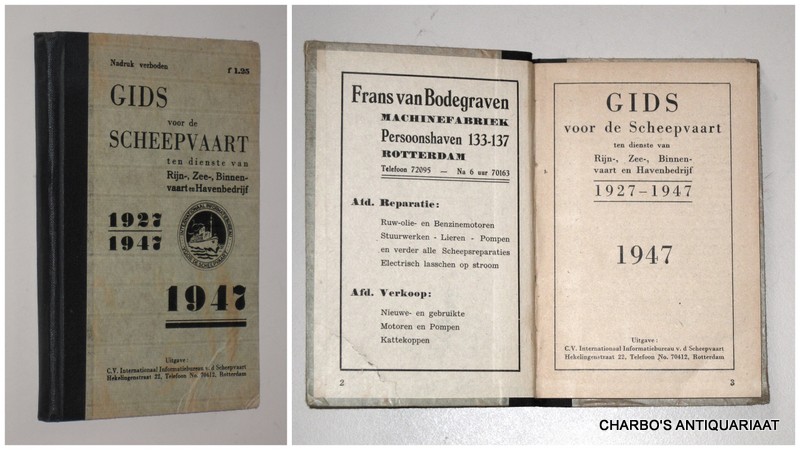 Nadruk verboden
f 1.25
GIDS
voor de
SCHEEPVAART
ten dienste van
Rijn-, Zee-, Binnen-
vaart en Havenbedrijf
1927
1947
1947
Uitgave :
C.V. Internationaal Informatiebureau v. d Scheepvaart
Hekelingenstraat 22, Telefoon No. 70412, Rotterdam
Frans van Bodegraven
MACHINEFABRIEK
Persoonshaven 133-137
ROTTERDAM
Telefoon 72095 — Na 6 uur 70163
Afd. Reparatie:
Ruw-olie- en Benzinemotoren
Stuurwerken - Lieren - Pompen
en verder alle Scheepsreparaties
Electrisch lasschen op stroom
Afd. Verkoop:
Nieuwe- en gebruikte
Motoren en Pompen
Kattekoppen
2
GIDS
voor de Scheepvaart
ten dienste van
Rijn-, Zee-, Binnen-
vaart en Havenbedrijf
1927-1947
1947
Uitgave :
C.V. Internationaal Informatiebureau v. d Scheepvaart
Hekelingenstraat 22, Telefoon No. 70412, Rotterdam
3
CHARBO'S ANTIQUARIAAT